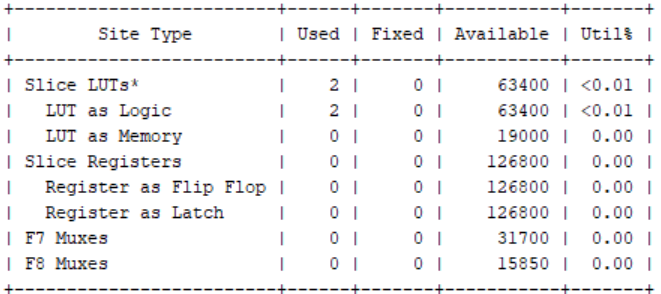 +-------------------------+------+-------+-----------+-------+
|        Site Type        | Used | Fixed | Available | Util% |
+-------------------------+------+-------+-----------+-------+
| Slice LUTs*             |    2 |     0 |     63400 | <0.01 |
|   LUT as Logic          |    2 |     0 |     63400 | <0.01 |
|   LUT as Memory         |    0 |     0 |     19000 |  0.00 |
| Slice Registers         |    0 |     0 |    126800 |  0.00 |
|   Register as Flip Flop |    0 |     0 |    126800 |  0.00 |
|   Register as Latch     |    0 |     0 |    126800 |  0.00 |
| F7 Muxes                |    0 |     0 |     31700 |  0.00 |
| F8 Muxes                |    0 |     0 |     15850 |  0.00 |
+-------------------------+------+-------+-----------+-------+